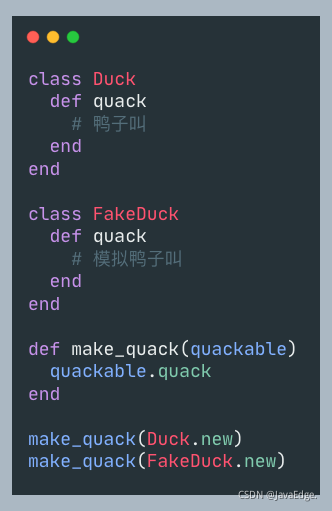 class Duck
  def quack
    # 鸭子叫
  end
end

class FakeDuck
  def quack
    # 模拟鸭子叫
  end
end

def make_quack(quackable)
  quackable.quack
end

make_quack(Duck.new)
make_quack(FakeDuck.new)
CSDN @JavaEdge.